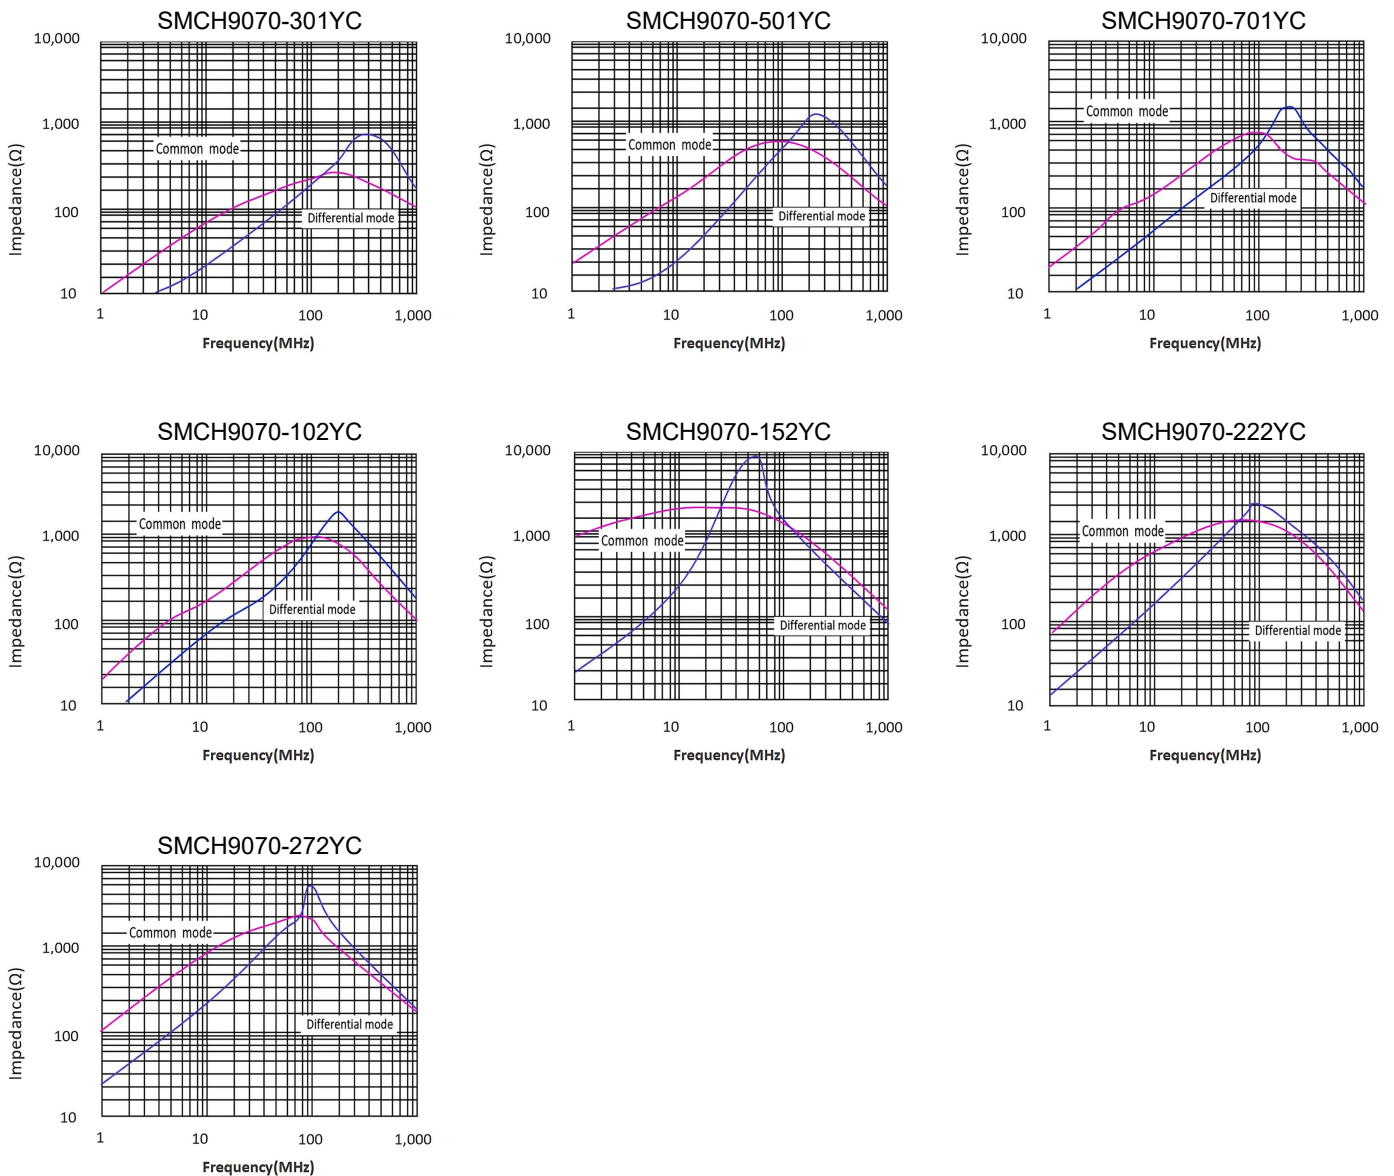 SMCH9070-301YC
10,000
1,000
100
10
Impedance(Ω)
Common mode
Differential mode
1
10
100
1,000
Frequency(MHz)
SMCH9070-501YC
10,000
1,000
100
10
Impedance(Ω)
Common mode
Differential mode
1
10
100
1,000
Frequency(MHz)
SMCH9070-701YC
10,000
1,000
100
10
Impedance(Ω)
Common mode
Differential mode
1
10
100
1,000
Frequency(MHz)
SMCH9070-102YC
10,000
1,000
100
10
Impedance(Ω)
Common mode
Differential mode
1
10
100
1,000
Frequency(MHz)
SMCH9070-152YC
10,000
1,000
100
10
Impedance(Ω)
Common mode
Differential mode
1
10
100
1,000
Frequency(MHz)
SMCH9070-222YC
10,000
1,000
100
10
Impedance(Ω)
Common mode
Differential mode
1
10
100
1,000
Frequency(MHz)
SMCH9070-272YC
10,000
1,000
100
10
Impedance(Ω)
Common mode
Differential mode
1
10
100
1,000
Frequency(MHz)